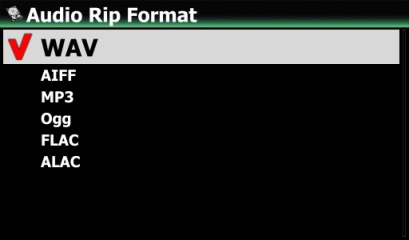 Audio Rip Format
WAV
AIFF
MP3
Ogg
FLAC
ALAC